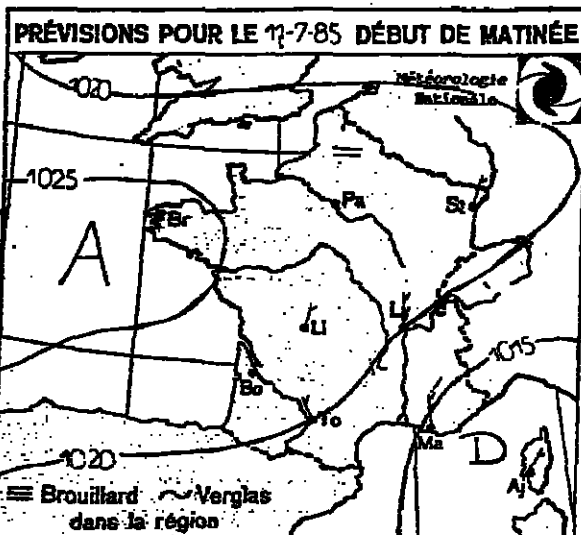 PRÉVISIONS POUR LE 17-7-85 DÉBUT DE MATINÉE
1020
Météorologie
Nationale
1025
Br
Pa
St
A
Li
Ly
1015
Bo
To
Ma
D
Aj
1020
Brouillard
Verglas
dans la région